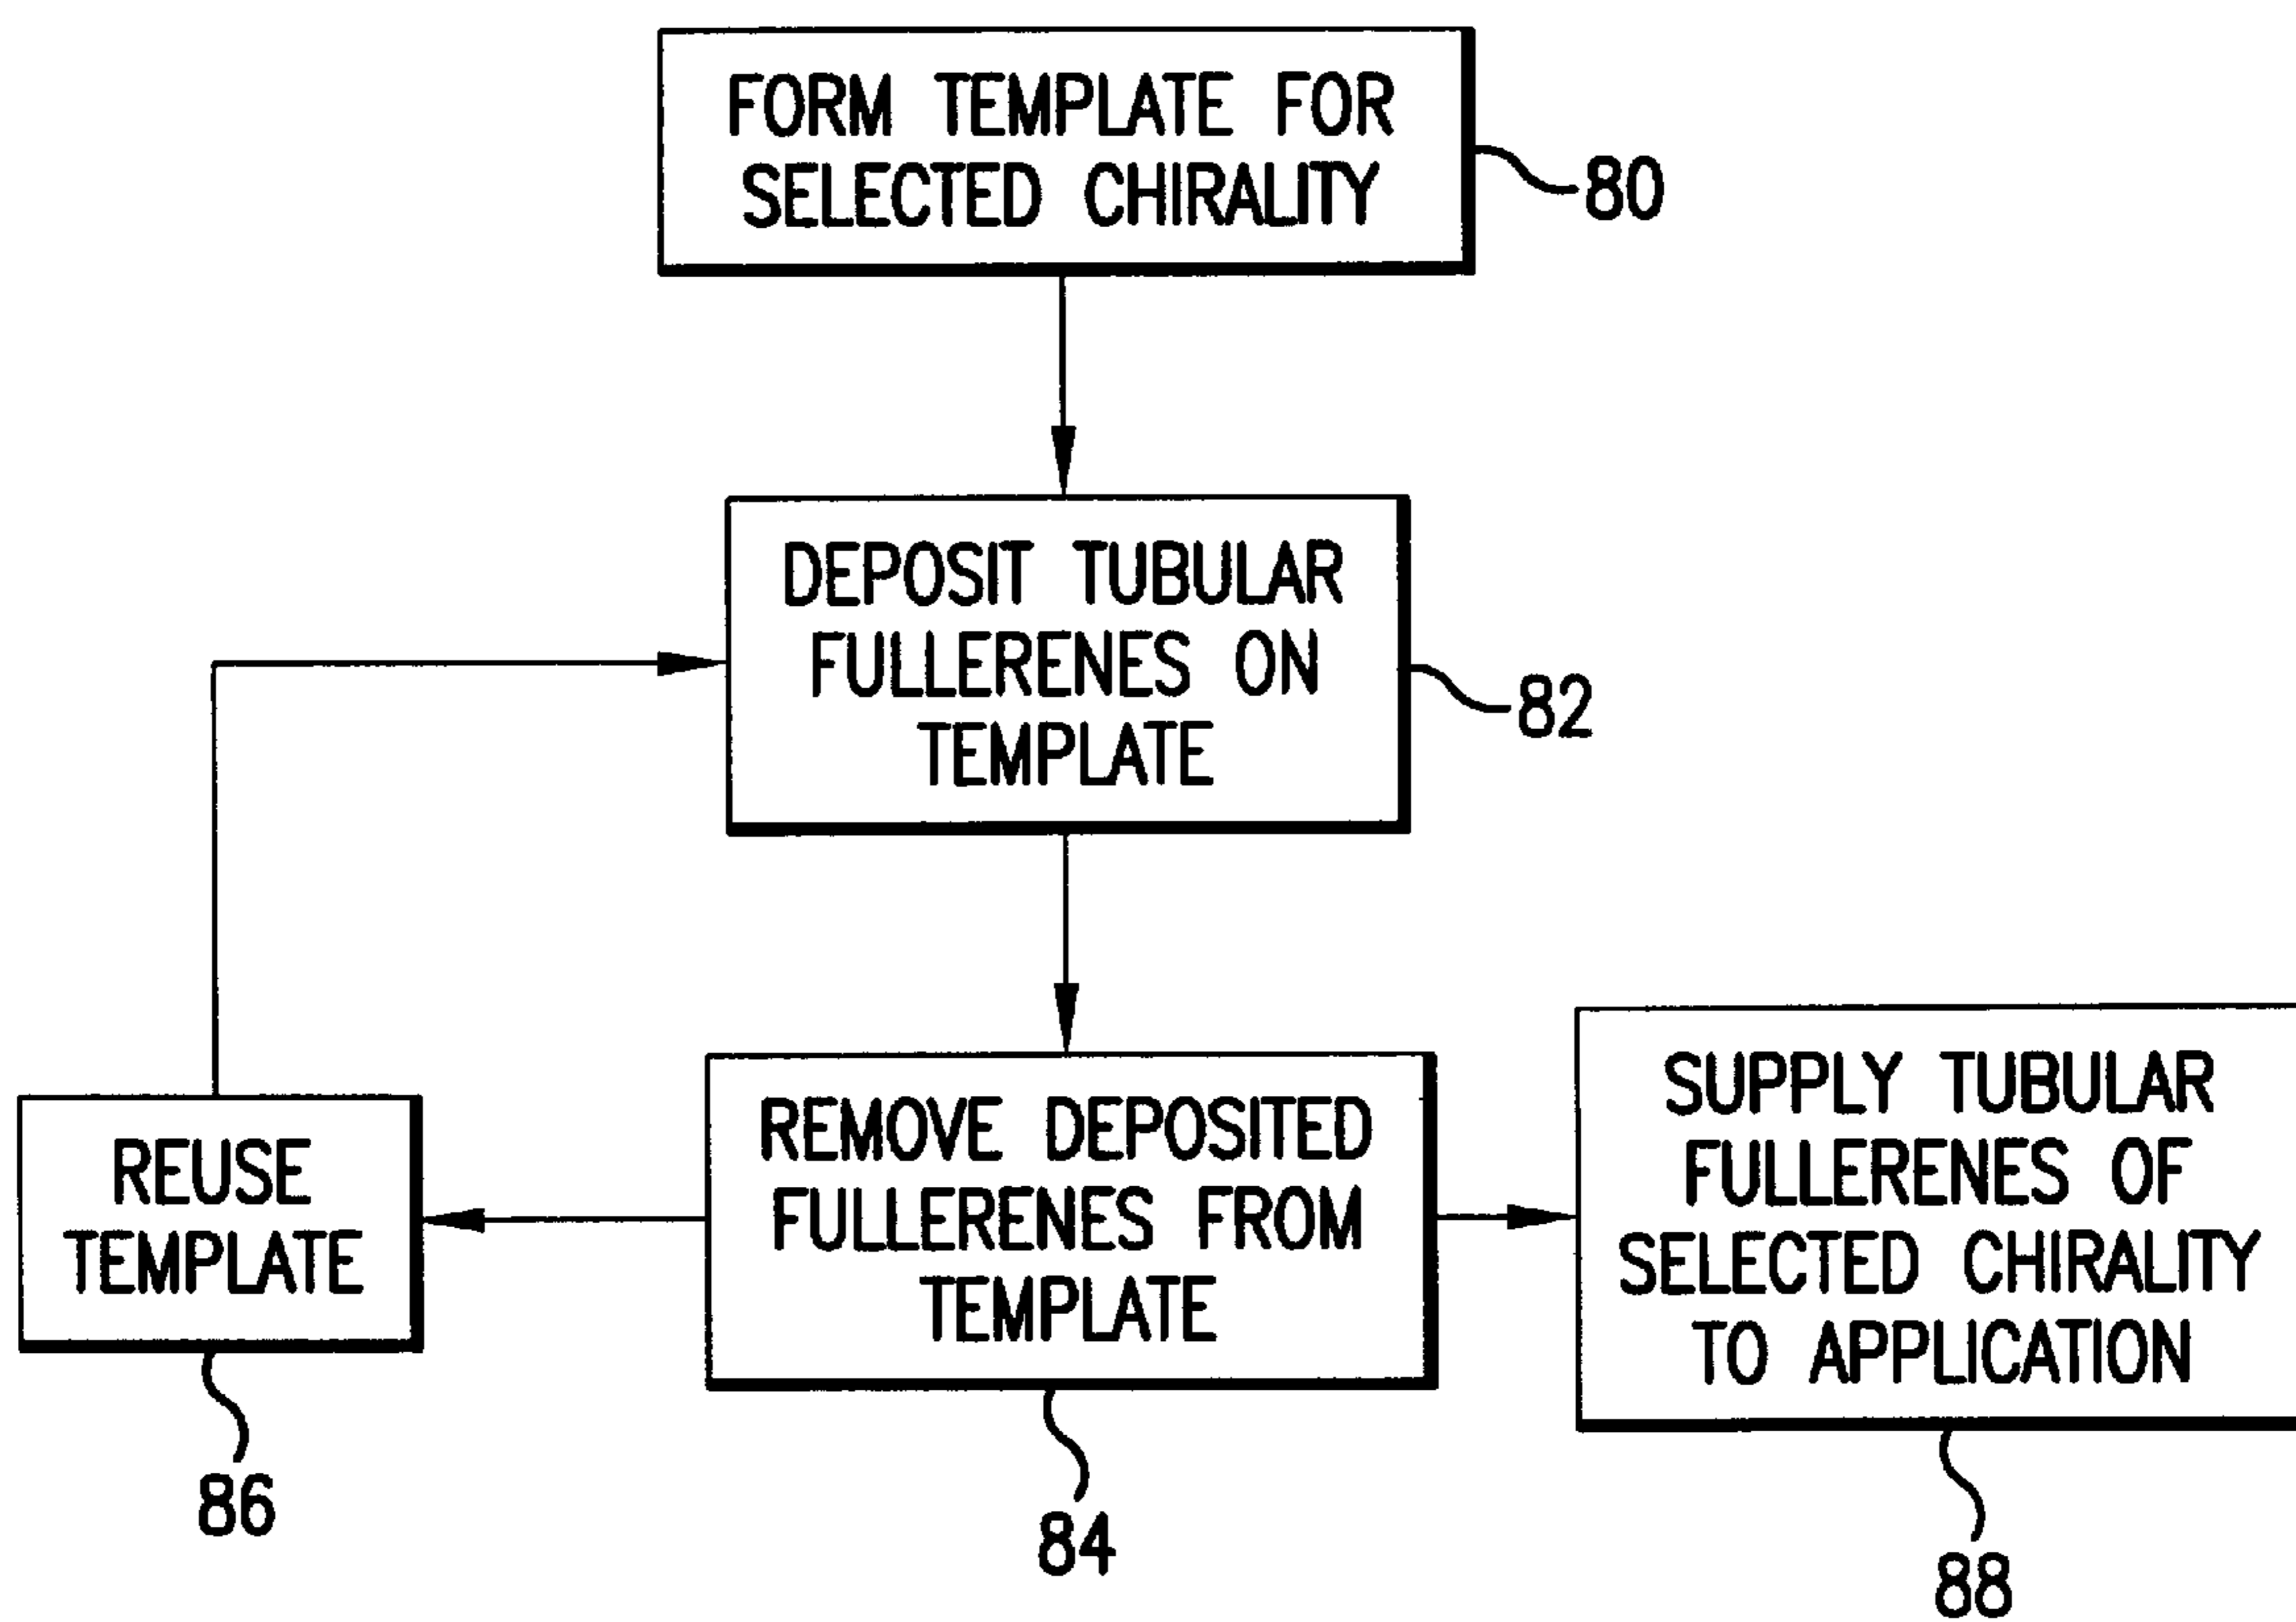 FORM TEMPLATE FOR
SELECTED CHIRALITY
80
DEPOSIT TUBULAR
FULLERENES ON
TEMPLATE
82
REUSE
TEMPLATE
86
REMOVE DEPOSITED
FULLERENES FROM
TEMPLATE
84
SUPPLY TUBULAR
FULLERENES OF
SELECTED CHIRALITY
TO APPLICATION
88